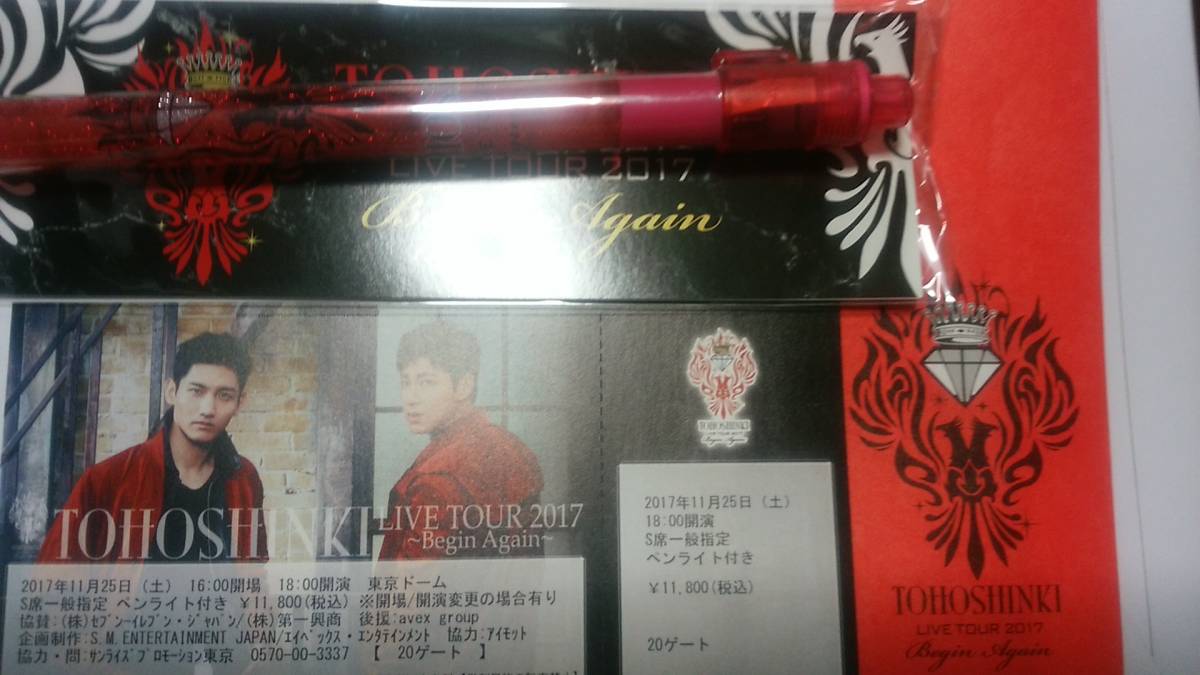 TOHOSHINKI
LIVE TOUR 2017
Begin Again
TOHOSHINKI LIVE TOUR 2017
~Begin Again~
2017年11月25日(土) 16:00開場 18:00開演 東京ドーム
S席一般指定 ペンライト付き ¥11,800(税込) ※開場/開演変更の場合有り
協賛:(株)セブン-イレブン・ジャパン/(株)第一興商 後援:avex group
企画制作:S.M.ENTERTAINMENT JAPAN/エイベックス・エンタテインメント 協力:アイモット
協力・問:サンライズプロモーション東京 0570-00-3337 【 20ゲート 】
TOHOSHINKI
LIVE TOUR 2017
Begin Again
2017年11月25日(土)
18:00開演
S席一般指定
ペンライト付き
¥11,800(税込)
20ゲート
TOHOSHINKI
LIVE TOUR 2017
Begin Again